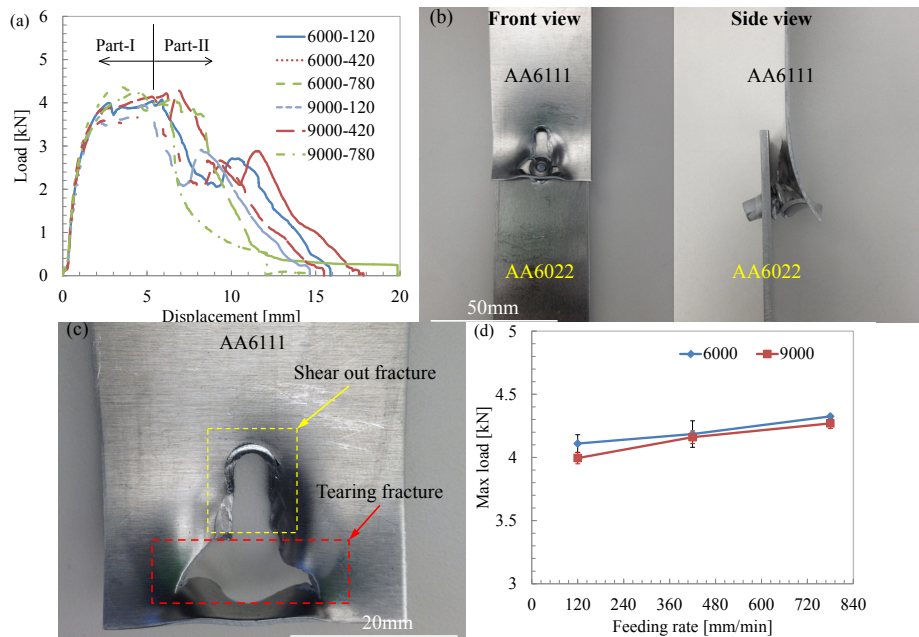 (a)
Part-I Part-II
6000-120
6000-420
6000-780
9000-120
9000-420
9000-780
Load [kN]
6
5
4
3
2
1
0
0 5 10 15 20
Displacement [mm]
(b)
Front view
Side view
AA6111
AA6111
AA6022
AA6022
50mm
(c)
AA6111
Shear out fracture
Tearing fracture
20mm
(d)
6000 9000
Max load [kN]
5
4.5
4
3.5
3
0 120 240 360 480 600 720 840
Feeding rate [mm/min]